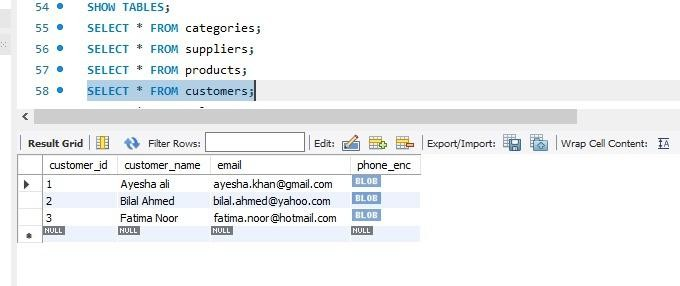 54 SHOW TABLES;
55 SELECT * FROM categories;
56 SELECT * FROM suppliers;
57 SELECT * FROM products;
58 SELECT * FROM customers;
Result Grid Filter Rows: Edit: Export/Import: Wrap Cell Content:
customer_id customer_name email phone_enc
1 Ayesha ali ayesha.khan@gmail.com BLOB
2 Bilal Ahmed bilal.ahmed@yahoo.com BLOB
3 Fatima Noor fatima.noor@hotmail.com BLOB
NULL NULL NULL NULL